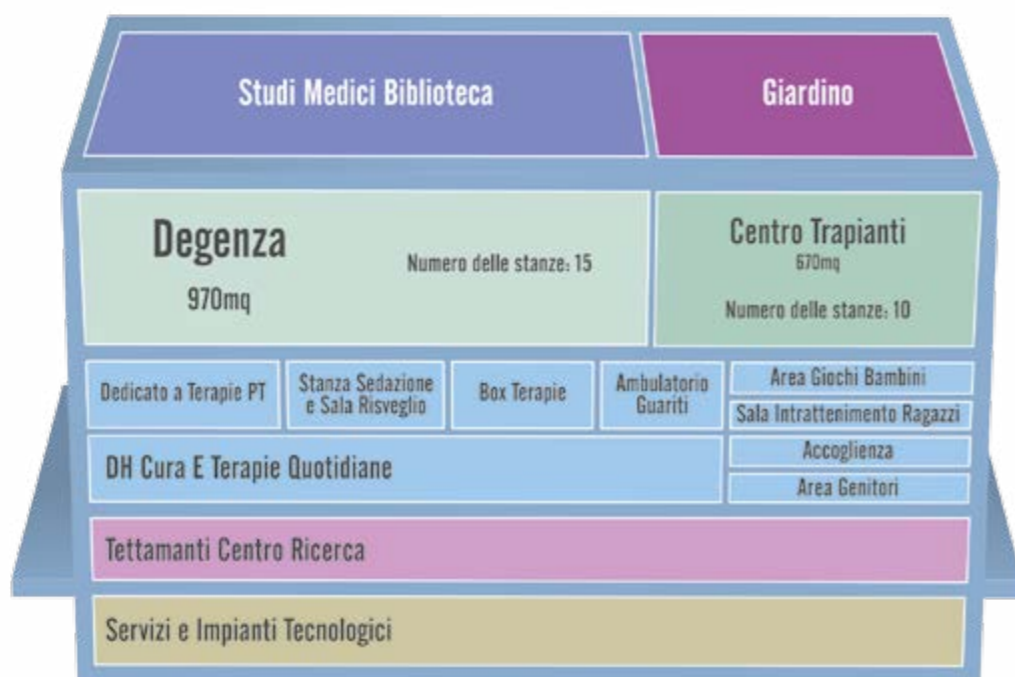 Studi Medici Biblioteca
Giardino
Degenza
970mq
Numero delle stanze: 15
Centro Trapianti
670mq
Numero delle stanze: 10
Dedicato a Terapie PT
Stanza Sedazione
e Sala Risveglio
Box Terapie
Ambulatorio
Guariti
Area Giochi Bambini
Sala Intrattenimento Ragazzi
DH Cura E Terapie Quotidiane
Accoglienza
Area Genitori
Tettamanti Centro Ricerca
Servizi e Impianti Tecnologici